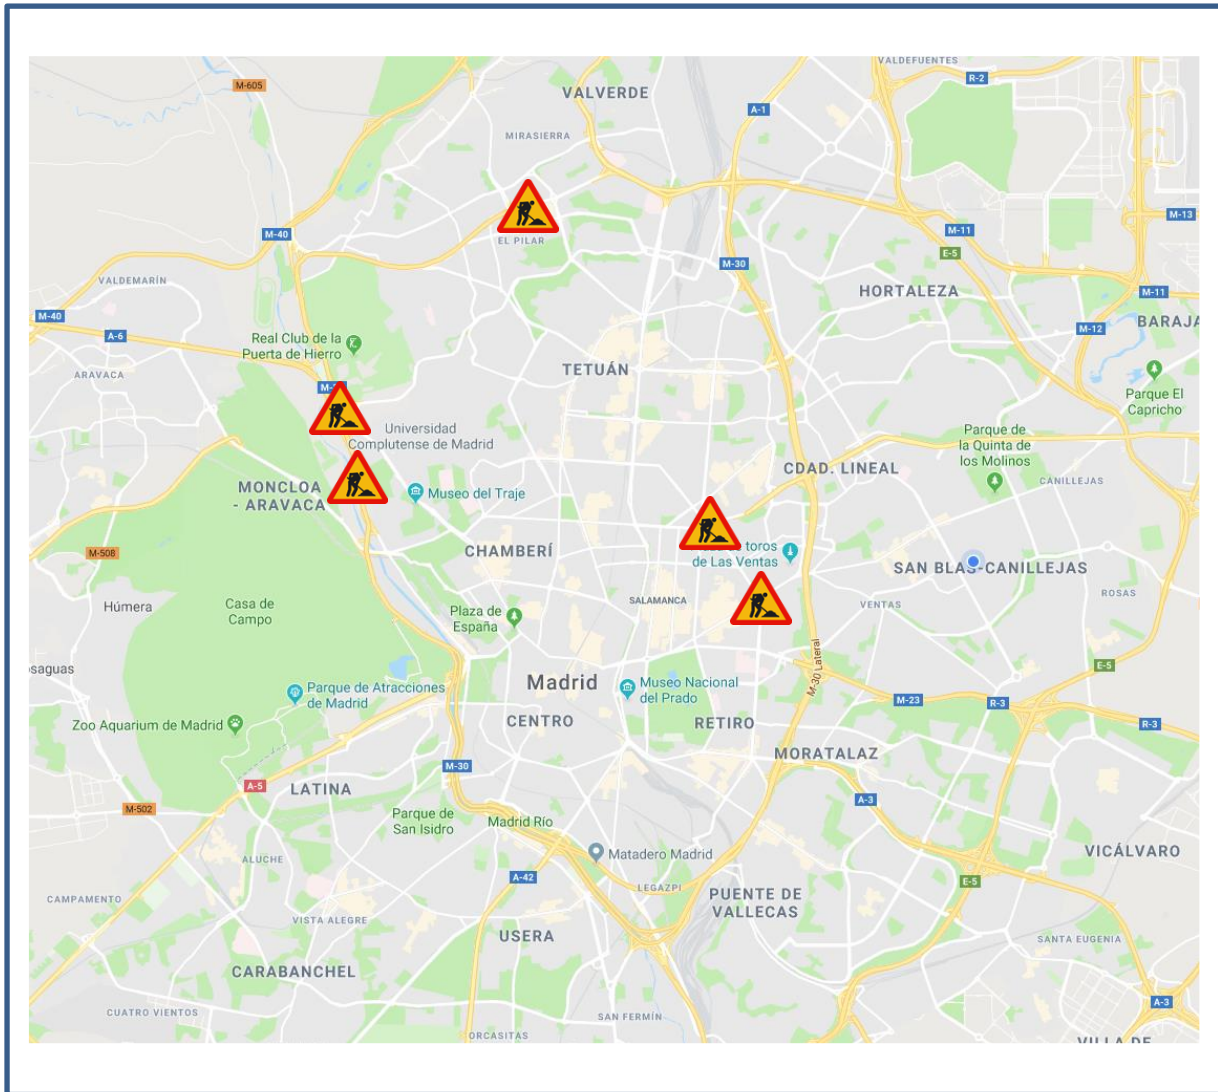 VALDEFUENTES
R-2
M-605
VALVERDE
A-1
MIRASIERRA
M-13
M-11
M-40
EL PILAR
E-5
M-30
VALDEMARÍN
HORTALEZA
M-11
M-40
BARAJA
M-12
A-6
Real Club de la
Puerta de Hierro
TETUÁN
ARAVACA
Parque El
Capricho
Universidad
Complutense de Madrid
Parque de
la Quinta de
los Molinos
CDAD. LINEAL
CANILLEJAS
MONCLOA
- ARAVACA
Museo del Traje
CHAMBERÍ
M-508
de toros
de Las Ventas
SAN BLAS-CANILLEJAS
ROSAS
Húmera
Casa de
Campo
SALAMANCA
VENTAS
Plaza de
España
M-30 Lateral
osaguas
E-5
Parque de Atracciones
de Madrid
Madrid
Museo Nacional
del Prado
M-23
R-3
Zoo Aquarium de Madrid
CENTRO
RETIRO
R-3
MORATALAZ
M-30
A-5
LATINA
A-3
M-502
Parque de
San Isidro
Madrid Río
Matadero Madrid
VICÁLVARO
ALUCHE
A-42
LEGAZPI
E-5
PUENTE DE
VALLECAS
CAMPAMENTO
VISTA ALEGRE
USERA
SANTA EUGENIA
CARABANCHEL
A-3
CUATRO VIENTOS
SAN FERMÍN
ORCASITAS
VILLA DE